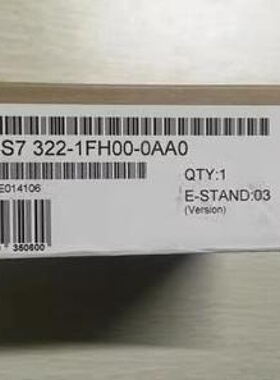 S7 322-1FH00-0AA0
E014106
QTY:1
E-STAND:03
(Version)
350600